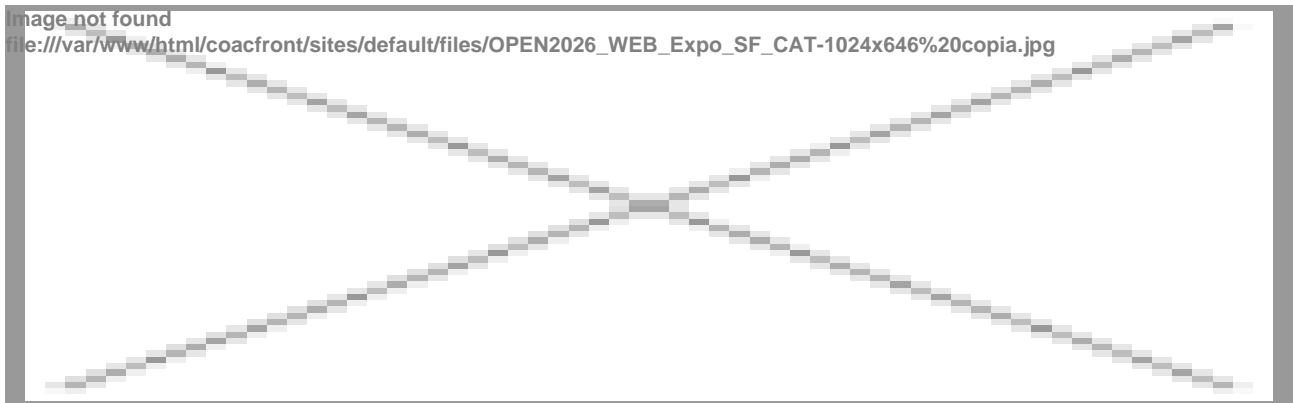 Image not found
file:///var/www/html/coacfront/sites/default/files/OPEN2026_WEB_Expo_SF_CAT-1024x646%20copia.jpg